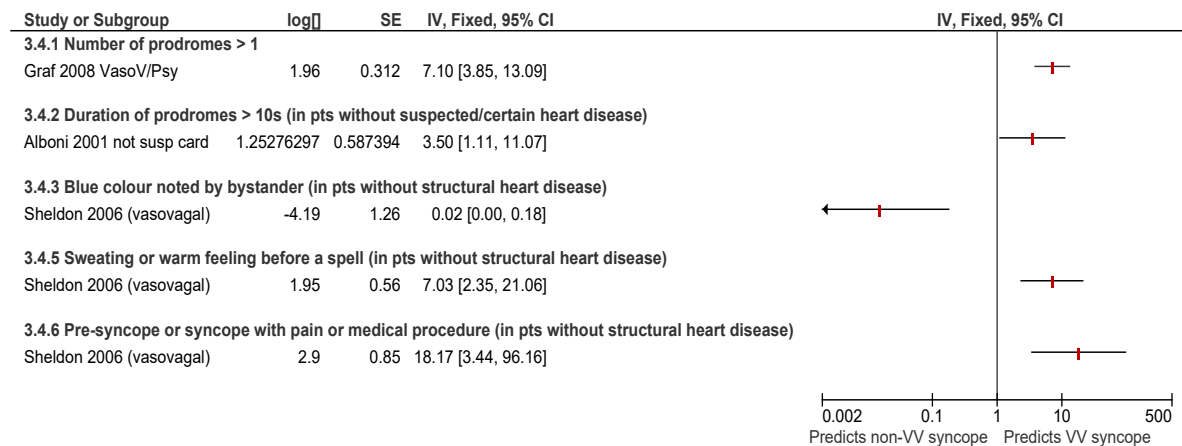 Study or Subgroup log[] SE IV, Fixed, 95% CI IV, Fixed, 95% CI
3.4.1 Number of prodromes > 1
Graf 2008 VasoV/Psy 1.96 0.312 7.10 [3.85, 13.09]
3.4.2 Duration of prodromes > 10s (in pts without suspected/certain heart disease)
Alboni 2001 not susp card 1.25276297 0.587394 3.50 [1.11, 11.07]
3.4.3 Blue colour noted by bystander (in pts without structural heart disease)
Sheldon 2006 (vasovagal) -4.19 1.26 0.02 [0.00, 0.18]
3.4.5 Sweating or warm feeling before a spell (in pts without structural heart disease)
Sheldon 2006 (vasovagal) 1.95 0.56 7.03 [2.35, 21.06]
3.4.6 Pre-syncope or syncope with pain or medical procedure (in pts without structural heart disease)
Sheldon 2006 (vasovagal) 2.9 0.85 18.17 [3.44, 96.16]
0.002 0.1 1 10 500
Predicts non-VV syncope Predicts VV syncope